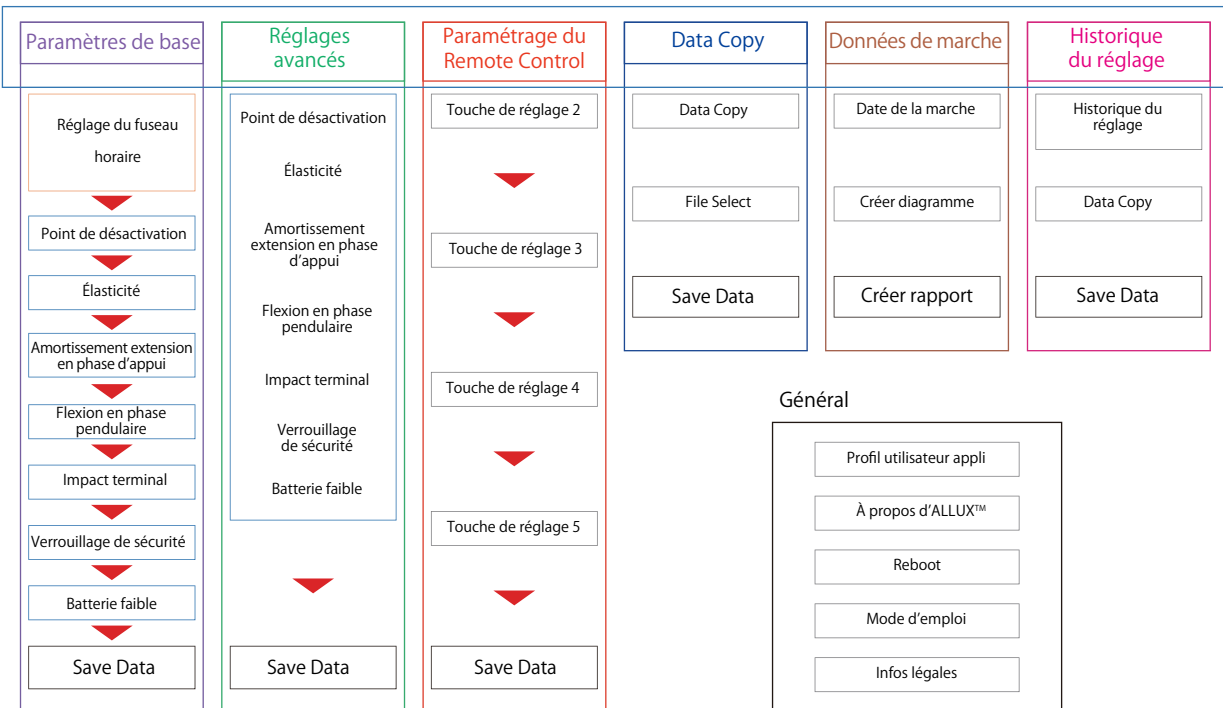 Paramètres de base
Réglages
avancés
Paramétrage du
Remote Control
Data Copy
Données de marche
Historique
du réglage
Réglage du fuseau
horaire
Point de désactivation
Élasticité
Amortissement extension
en phase d'appui
Flexion en phase
pendulaire
Impact terminal
Verrouillage de sécurité
Batterie faible
Save Data
Point de désactivation
Élasticité
Amortissement
extension en phase
d'appui
Flexion en phase
pendulaire
Impact terminal
Verrouillage
de sécurité
Batterie faible
Save Data
Touche de réglage 2
Touche de réglage 3
Touche de réglage 4
Touche de réglage 5
Save Data
Data Copy
File Select
Save Data
Date de la marche
Créer diagramme
Créer rapport
Historique du
réglage
Data Copy
Save Data
Général
Profil utilisateur appli
À propos d'ALLUX™
Reboot
Mode d'emploi
Infos légales